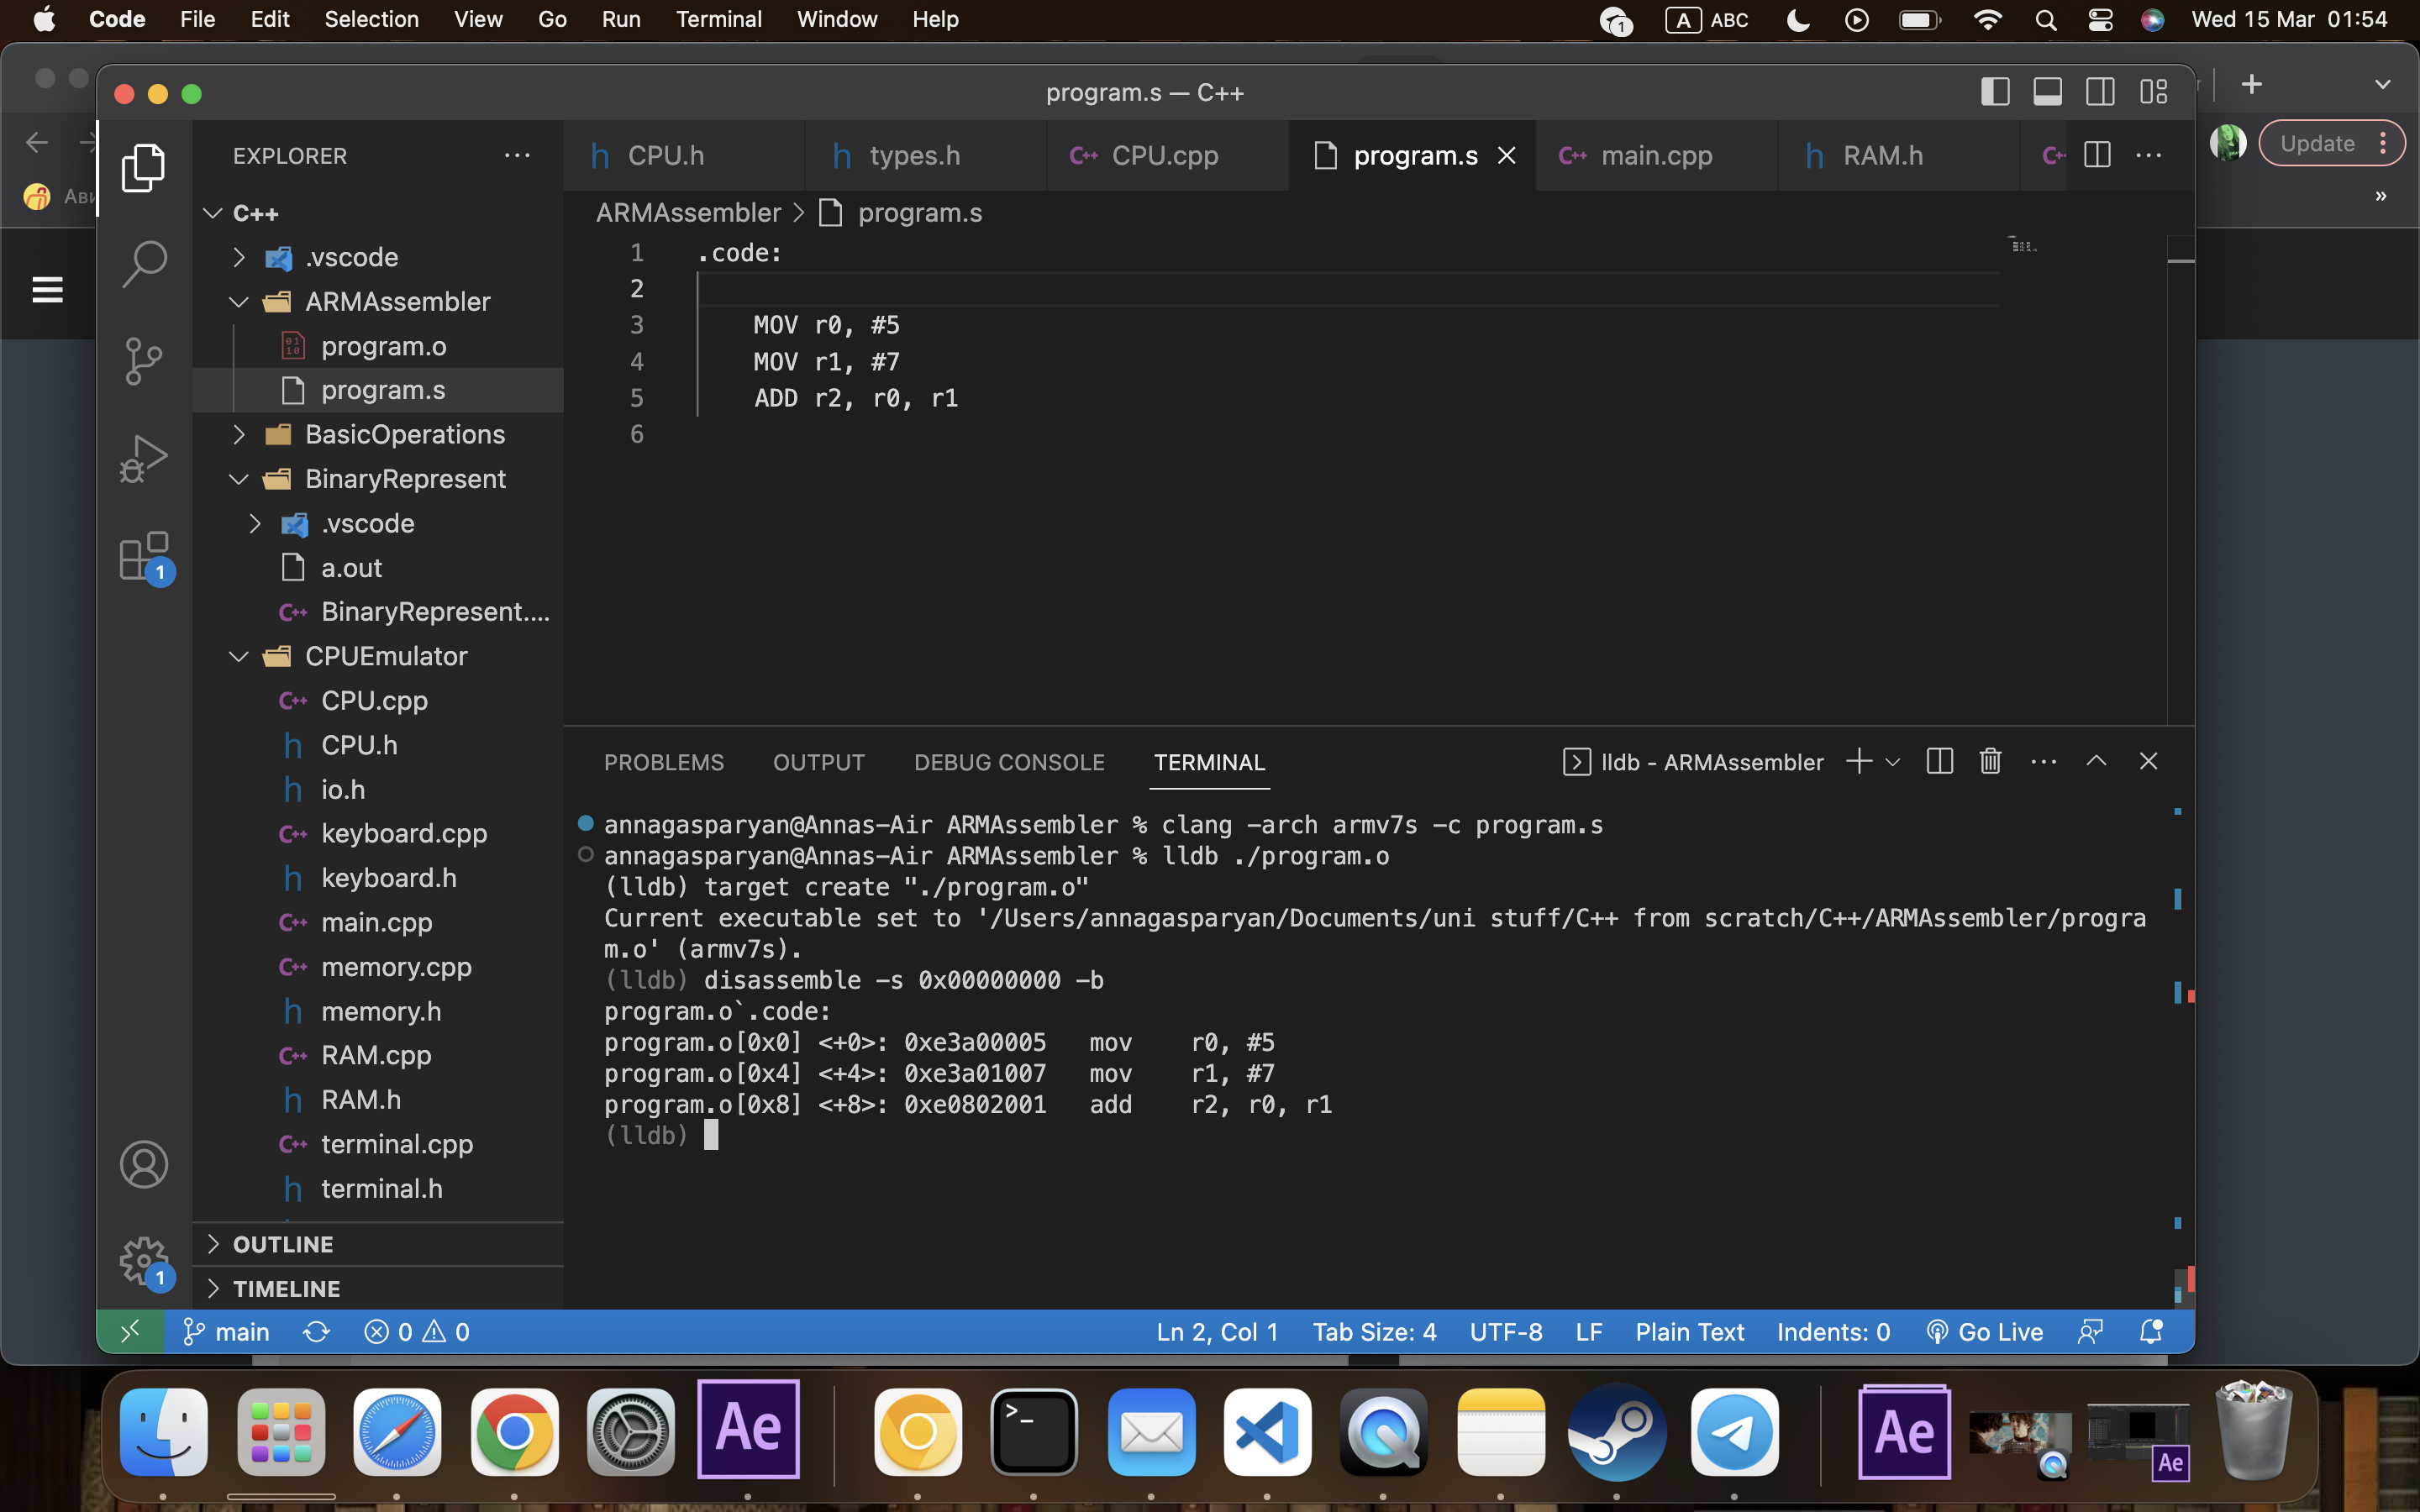 Code File Edit Selection View Go Run Terminal Window Help 1 A ABC Wed 15 Mar 01:54
program.s — C++
Update
EXPLORER
CPU.h types.h CPU.cpp program.s main.cpp RAM.h
ARMAssembler > program.s
C++
.vscode
ARMAssembler
program.o
program.s
BasicOperations
BinaryRepresent
.vscode
a.out
BinaryRepresent....
CPUEmulator
CPU.cpp
CPU.h
io.h
keyboard.cpp
keyboard.h
main.cpp
memory.cpp
memory.h
RAM.cpp
RAM.h
terminal.cpp
terminal.h
OUTLINE
TIMELINE
1
1
1 .code:
2
3 MOV r0, #5
4 MOV r1, #7
5 ADD r2, r0, r1
6
PROBLEMS OUTPUT DEBUG CONSOLE TERMINAL lldb - ARMAssembler
annagasparyan@Annas-Air ARMAssembler % clang -arch armv7s -c program.s
annagasparyan@Annas-Air ARMAssembler % lldb ./program.o
(lldb) target create "./program.o"
Current executable set to '/Users/annagasparyan/Documents/uni stuff/C++ from scratch/C++/ARMAssembler/progra
m.o' (armv7s).
(lldb) disassemble -s 0x00000000 -b
program.o`.code:
program.o[0x0] <+0>: 0xe3a00005 mov r0, #5
program.o[0x4] <+4>: 0xe3a01007 mov r1, #7
program.o[0x8] <+8>: 0xe0802001 add r2, r0, r1
(lldb)
main 0 0 Ln 2, Col 1 Tab Size: 4 UTF-8 LF Plain Text Indents: 0 Go Live
Ae Ae Ae